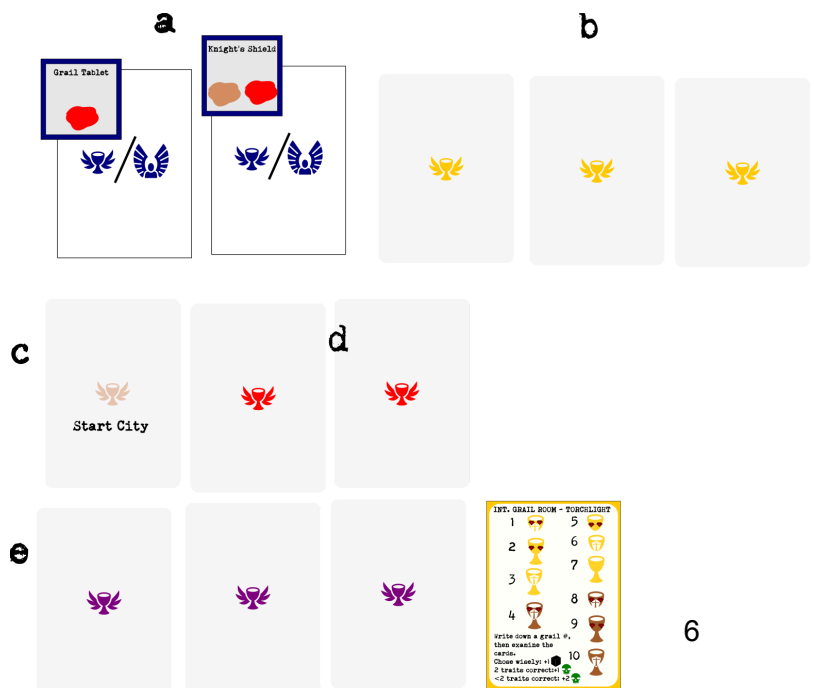 a
b
Grail Tablet
Knight's Shield
c
d
Start City
e
INT. GRAIL ROOM - TORCHLIGHT
1
5
2
6
3
7
4
8
9
10
Write down a grail #,
then examine the
cards.
Chose wisely: +1
2 traits correct:+1
<2 traits correct: +2
6